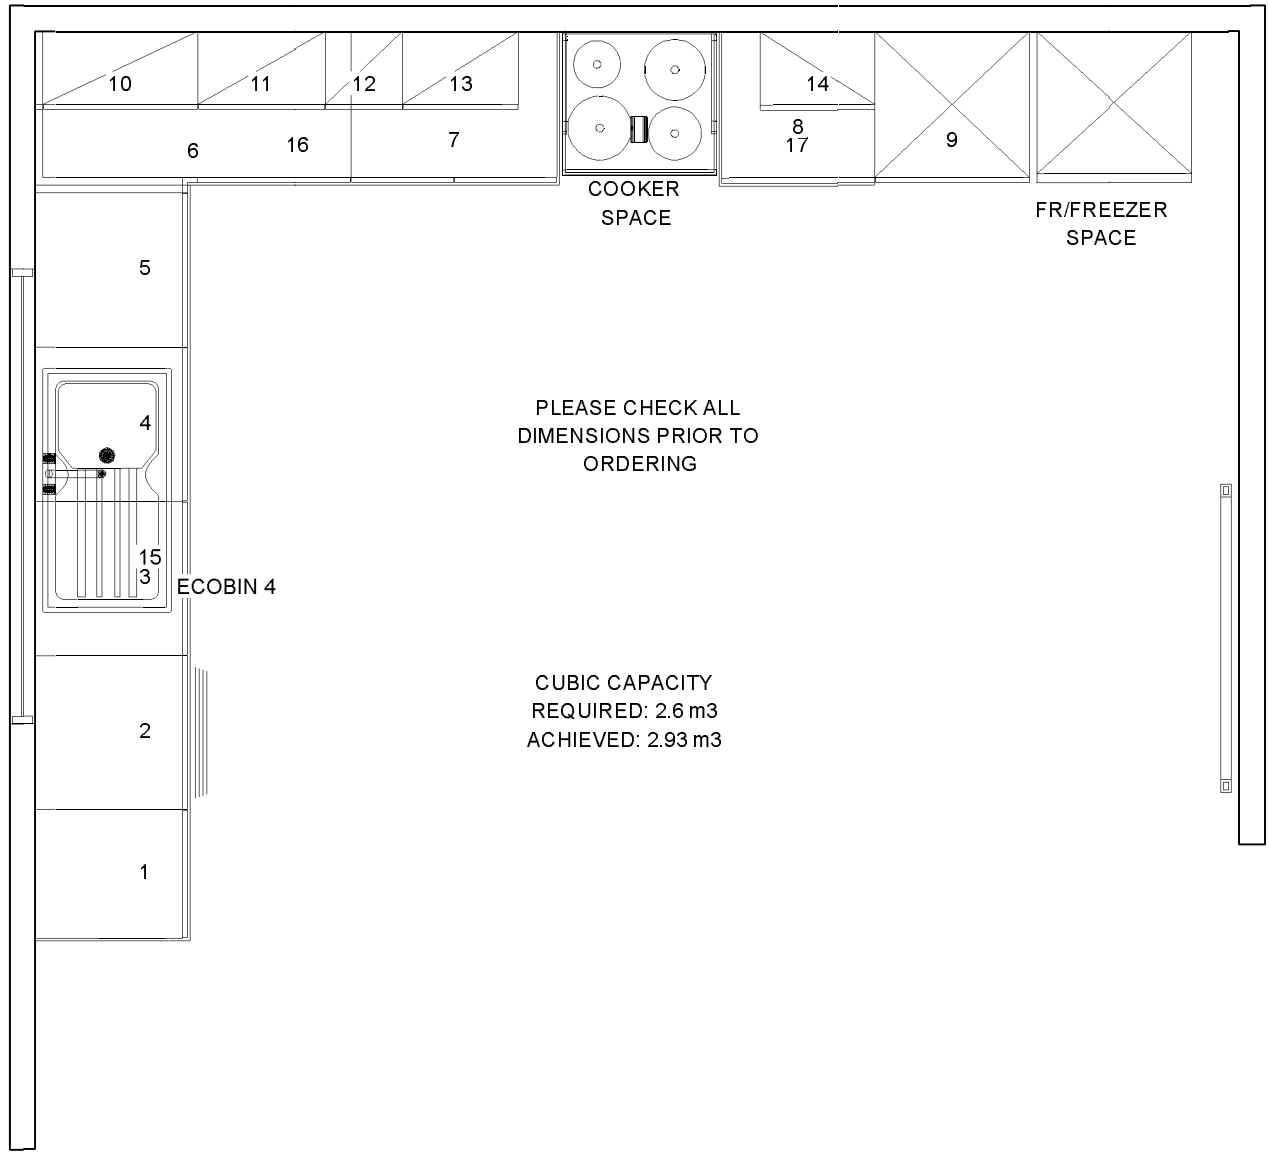 10
11
12
13
14
6
16
7
8
17
9
COOKER
SPACE
FR/FREEZER
SPACE
5
4
PLEASE CHECK ALL
DIMENSIONS PRIOR TO
ORDERING
15
3
ECOBIN 4
CUBIC CAPACITY
REQUIRED: 2.6 m3
ACHIEVED: 2.93 m3
2
1